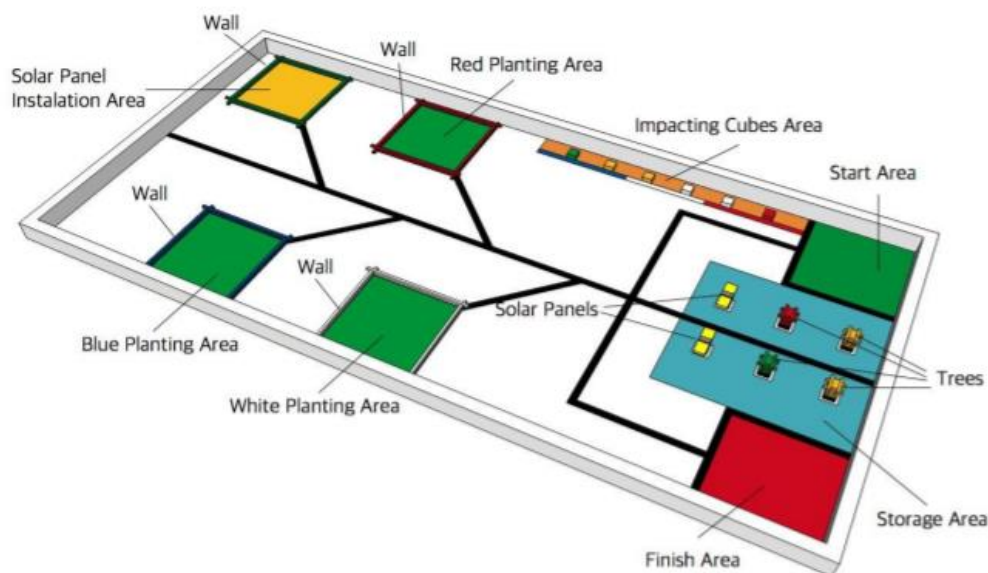 Wall
Wall
Red Planting Area
Solar Panel
Instalation Area
Impacting Cubes Area
Start Area
Wall
Wall
Solar Panels
Blue Planting Area
Trees
White Planting Area
Storage Area
Finish Area